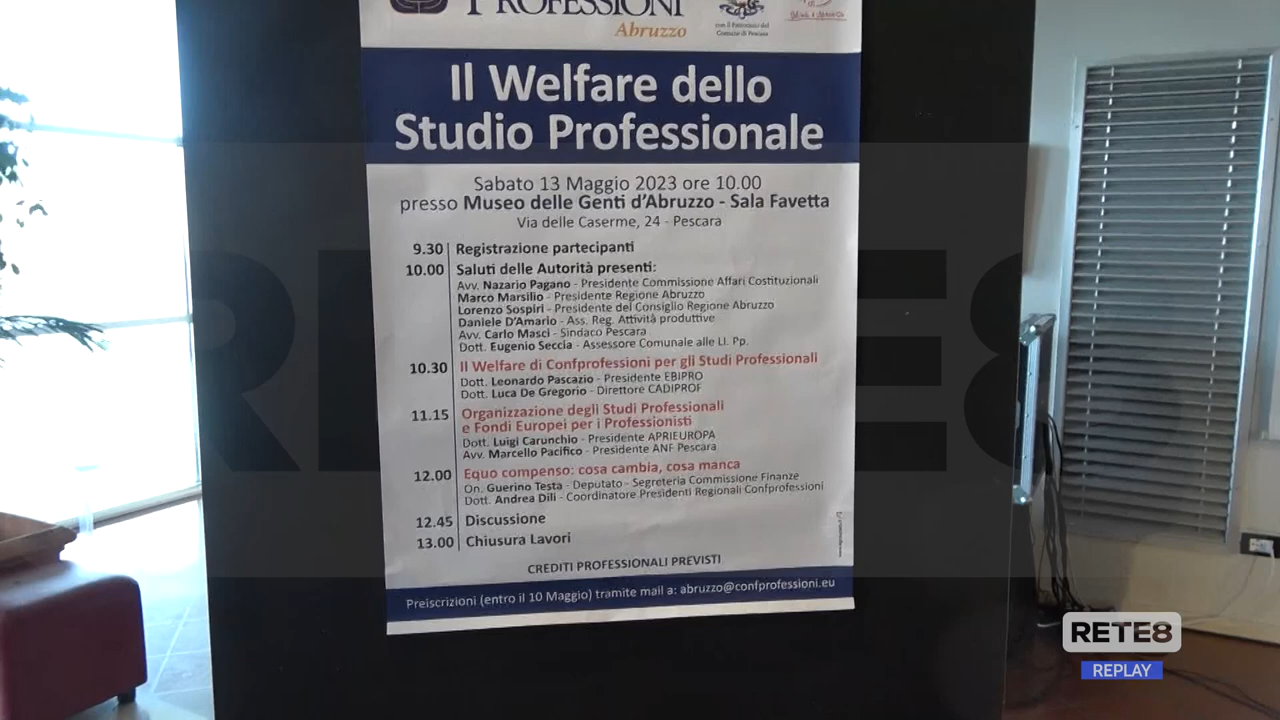 PROFESSIONI
Abruzzo
con il Patrocinio del
Comune di Pescara
Il Welfare dello
Studio Professionale
Sabato 13 Maggio 2023 ore 10.00
presso Museo delle Genti d'Abruzzo - Sala Favetta
Via delle Caserme, 24 - Pescara
9.30 Registrazione partecipanti
10.00 Saluti delle Autorità presenti:
Avv. Nazario Pagano - Presidente Commissione Affari Costituzionali
Marco Marsilio - Presidente Regione Abruzzo
Lorenzo Sospiri - Presidente del Consiglio Regione Abruzzo
Daniele D'Amario - Ass. Reg. Attività produttive
Avv. Carlo Masci - Sindaco Pescara
Dott. Eugenio Seccia - Assessore Comunale alle LL. Pp.
10.30 Il Welfare di Confprofessioni per gli Studi Professionali
Dott. Leonardo Pascazio - Presidente EBIPRO
Dott. Luca De Gregorio - Direttore CADIPROF
11.15 Organizzazione degli Studi Professionali
e Fondi Europei per i Professionisti
Dott. Luigi Carunchio - Presidente APRIEUROPA
Avv. Marcello Pacifico - Presidente ANF Pescara
12.00 Equo compenso: cosa cambia, cosa manca
On. Guerino Testa - Deputato - Segreteria Commissione Finanze
Dott. Andrea Dili - Coordinatore Presidenti Regionali Confprofessioni
12.45 Discussione
13.00 Chiusura Lavori
CREDITI PROFESSIONALI PREVISTI
Preiscrizioni (entro il 10 Maggio) tramite mail a: abruzzo@confprofessioni.eu
RETE8
RETE8
REPLAY